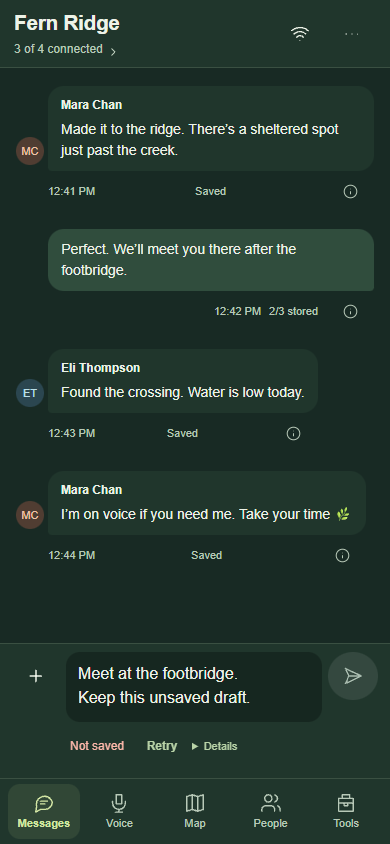 Fern Ridge
3 of 4 connected
Mara Chan
Made it to the ridge. There's a sheltered spot
just past the creek.
MC
12:41 PM Saved
Perfect. We'll meet you there after the
footbridge.
12:42 PM 2/3 stored
Eli Thompson
Found the crossing. Water is low today.
ET
12:43 PM Saved
Mara Chan
I'm on voice if you need me. Take your time 🌿
MC
12:44 PM Saved
Meet at the footbridge.
Keep this unsaved draft.
Not saved Retry Details
Messages Voice Map People Tools